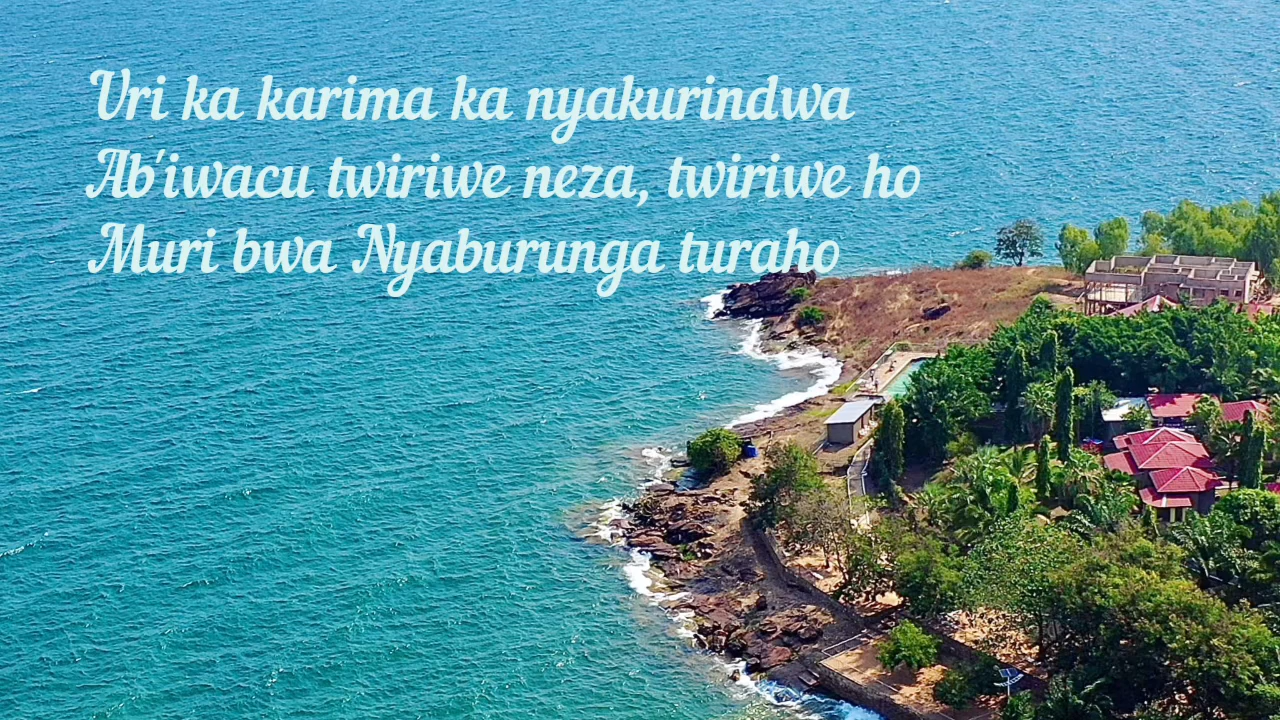 Uri ka karima ka nyakurindwa
Ab'iwacu twiriwe neza, twiriwe ho
Muri bwa Nyaburunga turaho